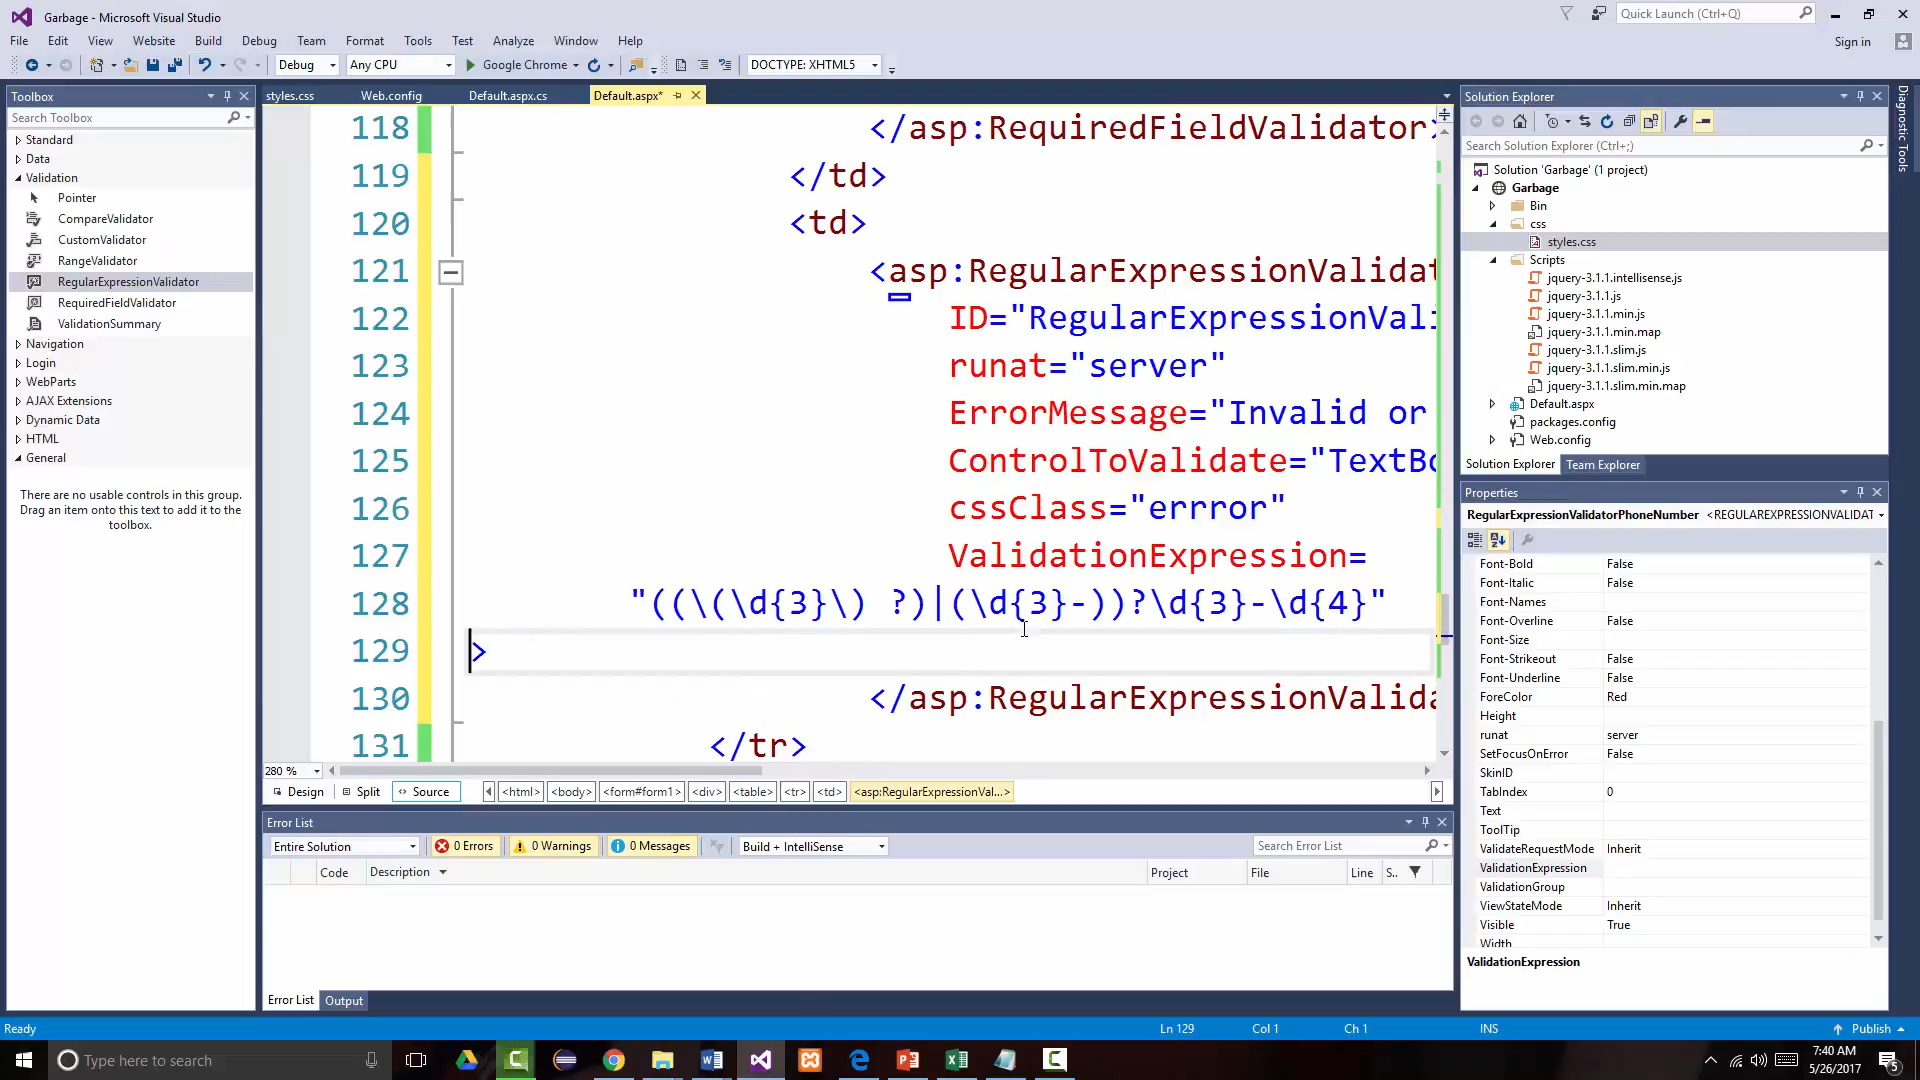 Garbage - Microsoft Visual Studio
Quick Launch (Ctrl+Q)
File Edit View Website Build Debug Team Format Tools Test Analyze Window Help
Sign in
Debug Any CPU Google Chrome DOCTYPE: XHTML5
Toolbox
Search Toolbox
Standard
Data
Validation
Pointer
CompareValidator
CustomValidator
RangeValidator
RegularExpressionValidator
RequiredFieldValidator
ValidationSummary
Navigation
Login
WebParts
AJAX Extensions
Dynamic Data
HTML
General
There are no usable controls in this group.
Drag an item onto this text to add it to the
toolbox.
styles.css Web.config Default.aspx.cs Default.aspx*
118 </asp:RequiredFieldValidator>
119 </td>
120 <td>
121 <asp:RegularExpressionValidat
122 ID="RegularExpressionVali
123 runat="server"
124 ErrorMessage="Invalid or
125 ControlToValidate="TextBo
126 cssClass="errror"
127 ValidationExpression=
128 "((\(\d{3}\) ?)|(\d{3}-))?\d{3}-\d{4}"
129 >
130 </asp:RegularExpressionValida
131 </tr>
280 %
Design Split Source <html> <body> <form#form1> <div> <table> <tr> <td> <asp:RegularExpressionVal...>
Error List
Entire Solution 0 Errors 0 Warnings 0 Messages Build + IntelliSense Search Error List
Code Description Project File Line S..
Error List Output
Solution Explorer
Search Solution Explorer (Ctrl+;)
Solution 'Garbage' (1 project)
Garbage
Bin
css
styles.css
Scripts
jquery-3.1.1.intellisense.js
jquery-3.1.1.js
jquery-3.1.1.min.js
jquery-3.1.1.min.map
jquery-3.1.1.slim.js
jquery-3.1.1.slim.min.js
jquery-3.1.1.slim.min.map
Default.aspx
packages.config
Web.config
Solution Explorer Team Explorer
Properties
RegularExpressionValidatorPhoneNumber <REGULAREXPRESSIONVALIDAT
Font-Bold False
Font-Italic False
Font-Names
Font-Overline False
Font-Size
Font-Strikeout False
Font-Underline False
ForeColor Red
Height
runat server
SetFocusOnError False
SkinID
TabIndex 0
Text
ToolTip
ValidateRequestMode Inherit
ValidationExpression
ValidationGroup
ViewStateMode Inherit
Visible True
Width
ValidationExpression
Diagnostic Tools
Ready Ln 129 Col 1 Ch 1 INS Publish
Type here to search
7:40 AM
5/26/2017
5